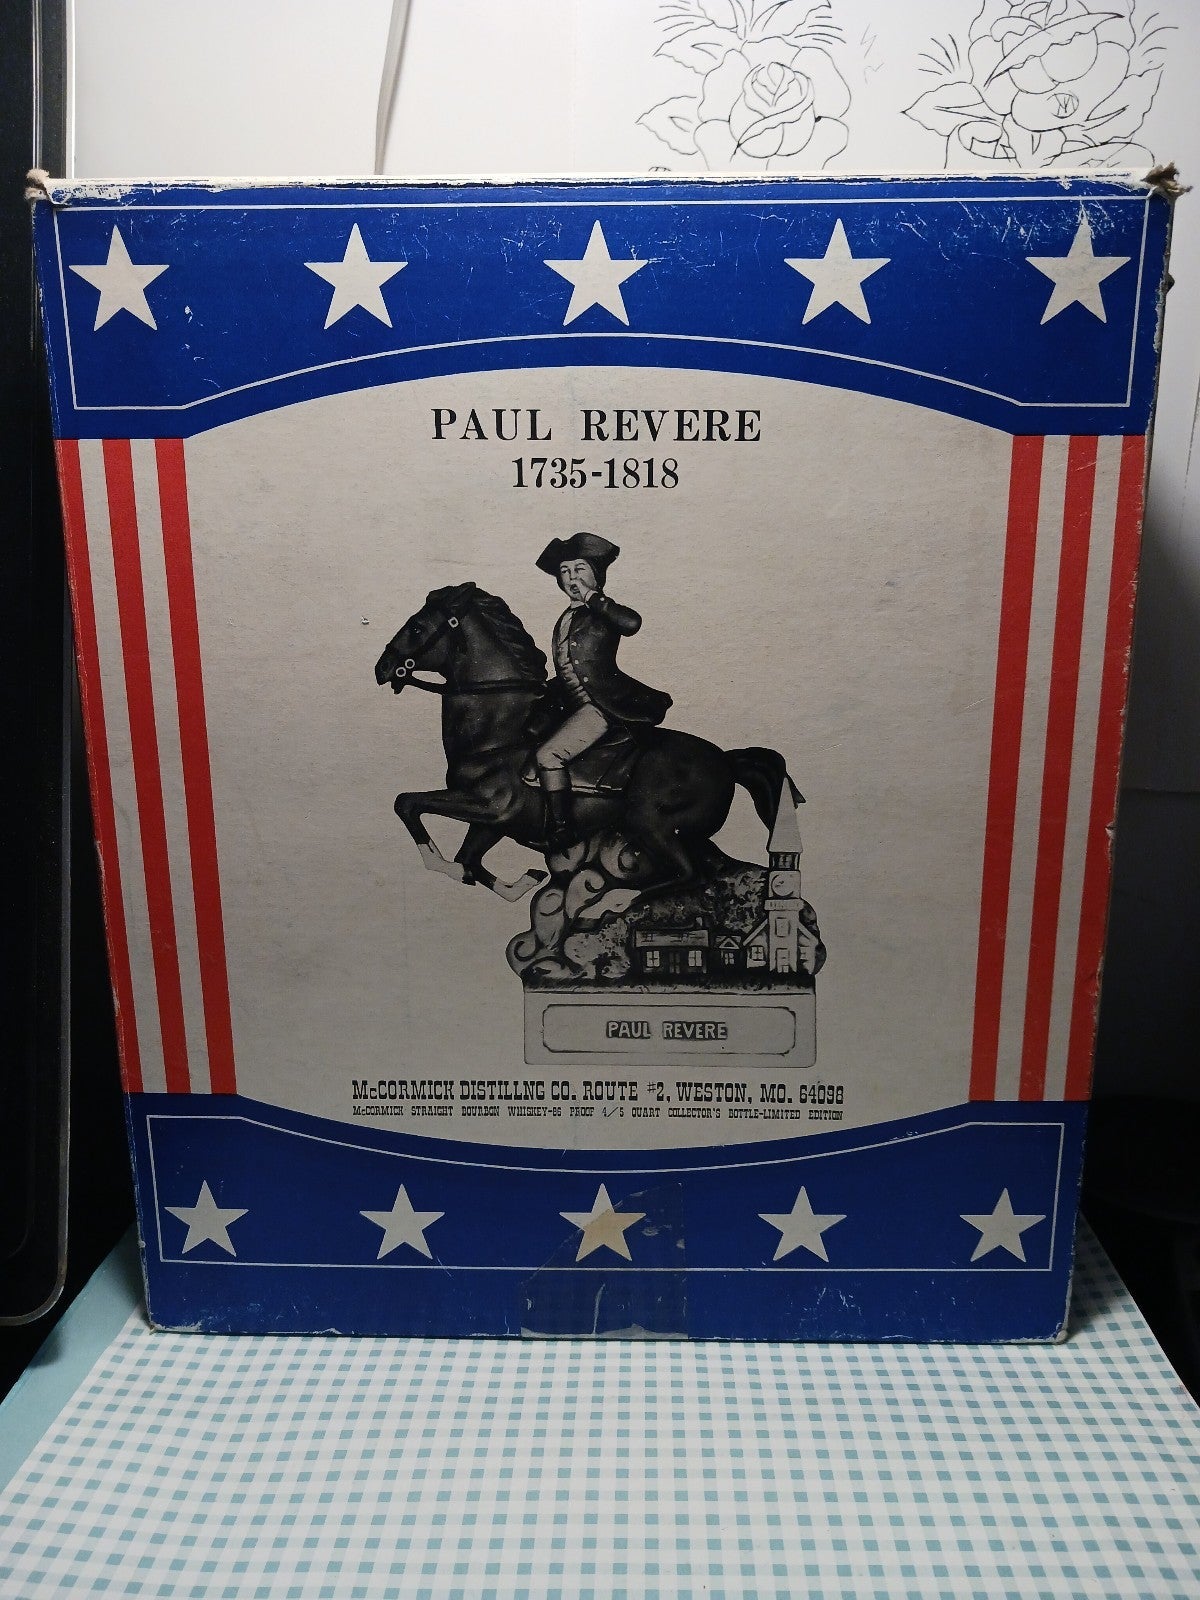 PAUL REVERE
1735-1818
PAUL REVERE
McCORMICK DISTILLNG CO. ROUTE #2, WESTON, MO. 64098
McCORMICK STRAIGHT BOURBON WHISKEY-86 PROOF 4/5 QUART COLLECTOR'S BOTTLE-LIMITED EDITION